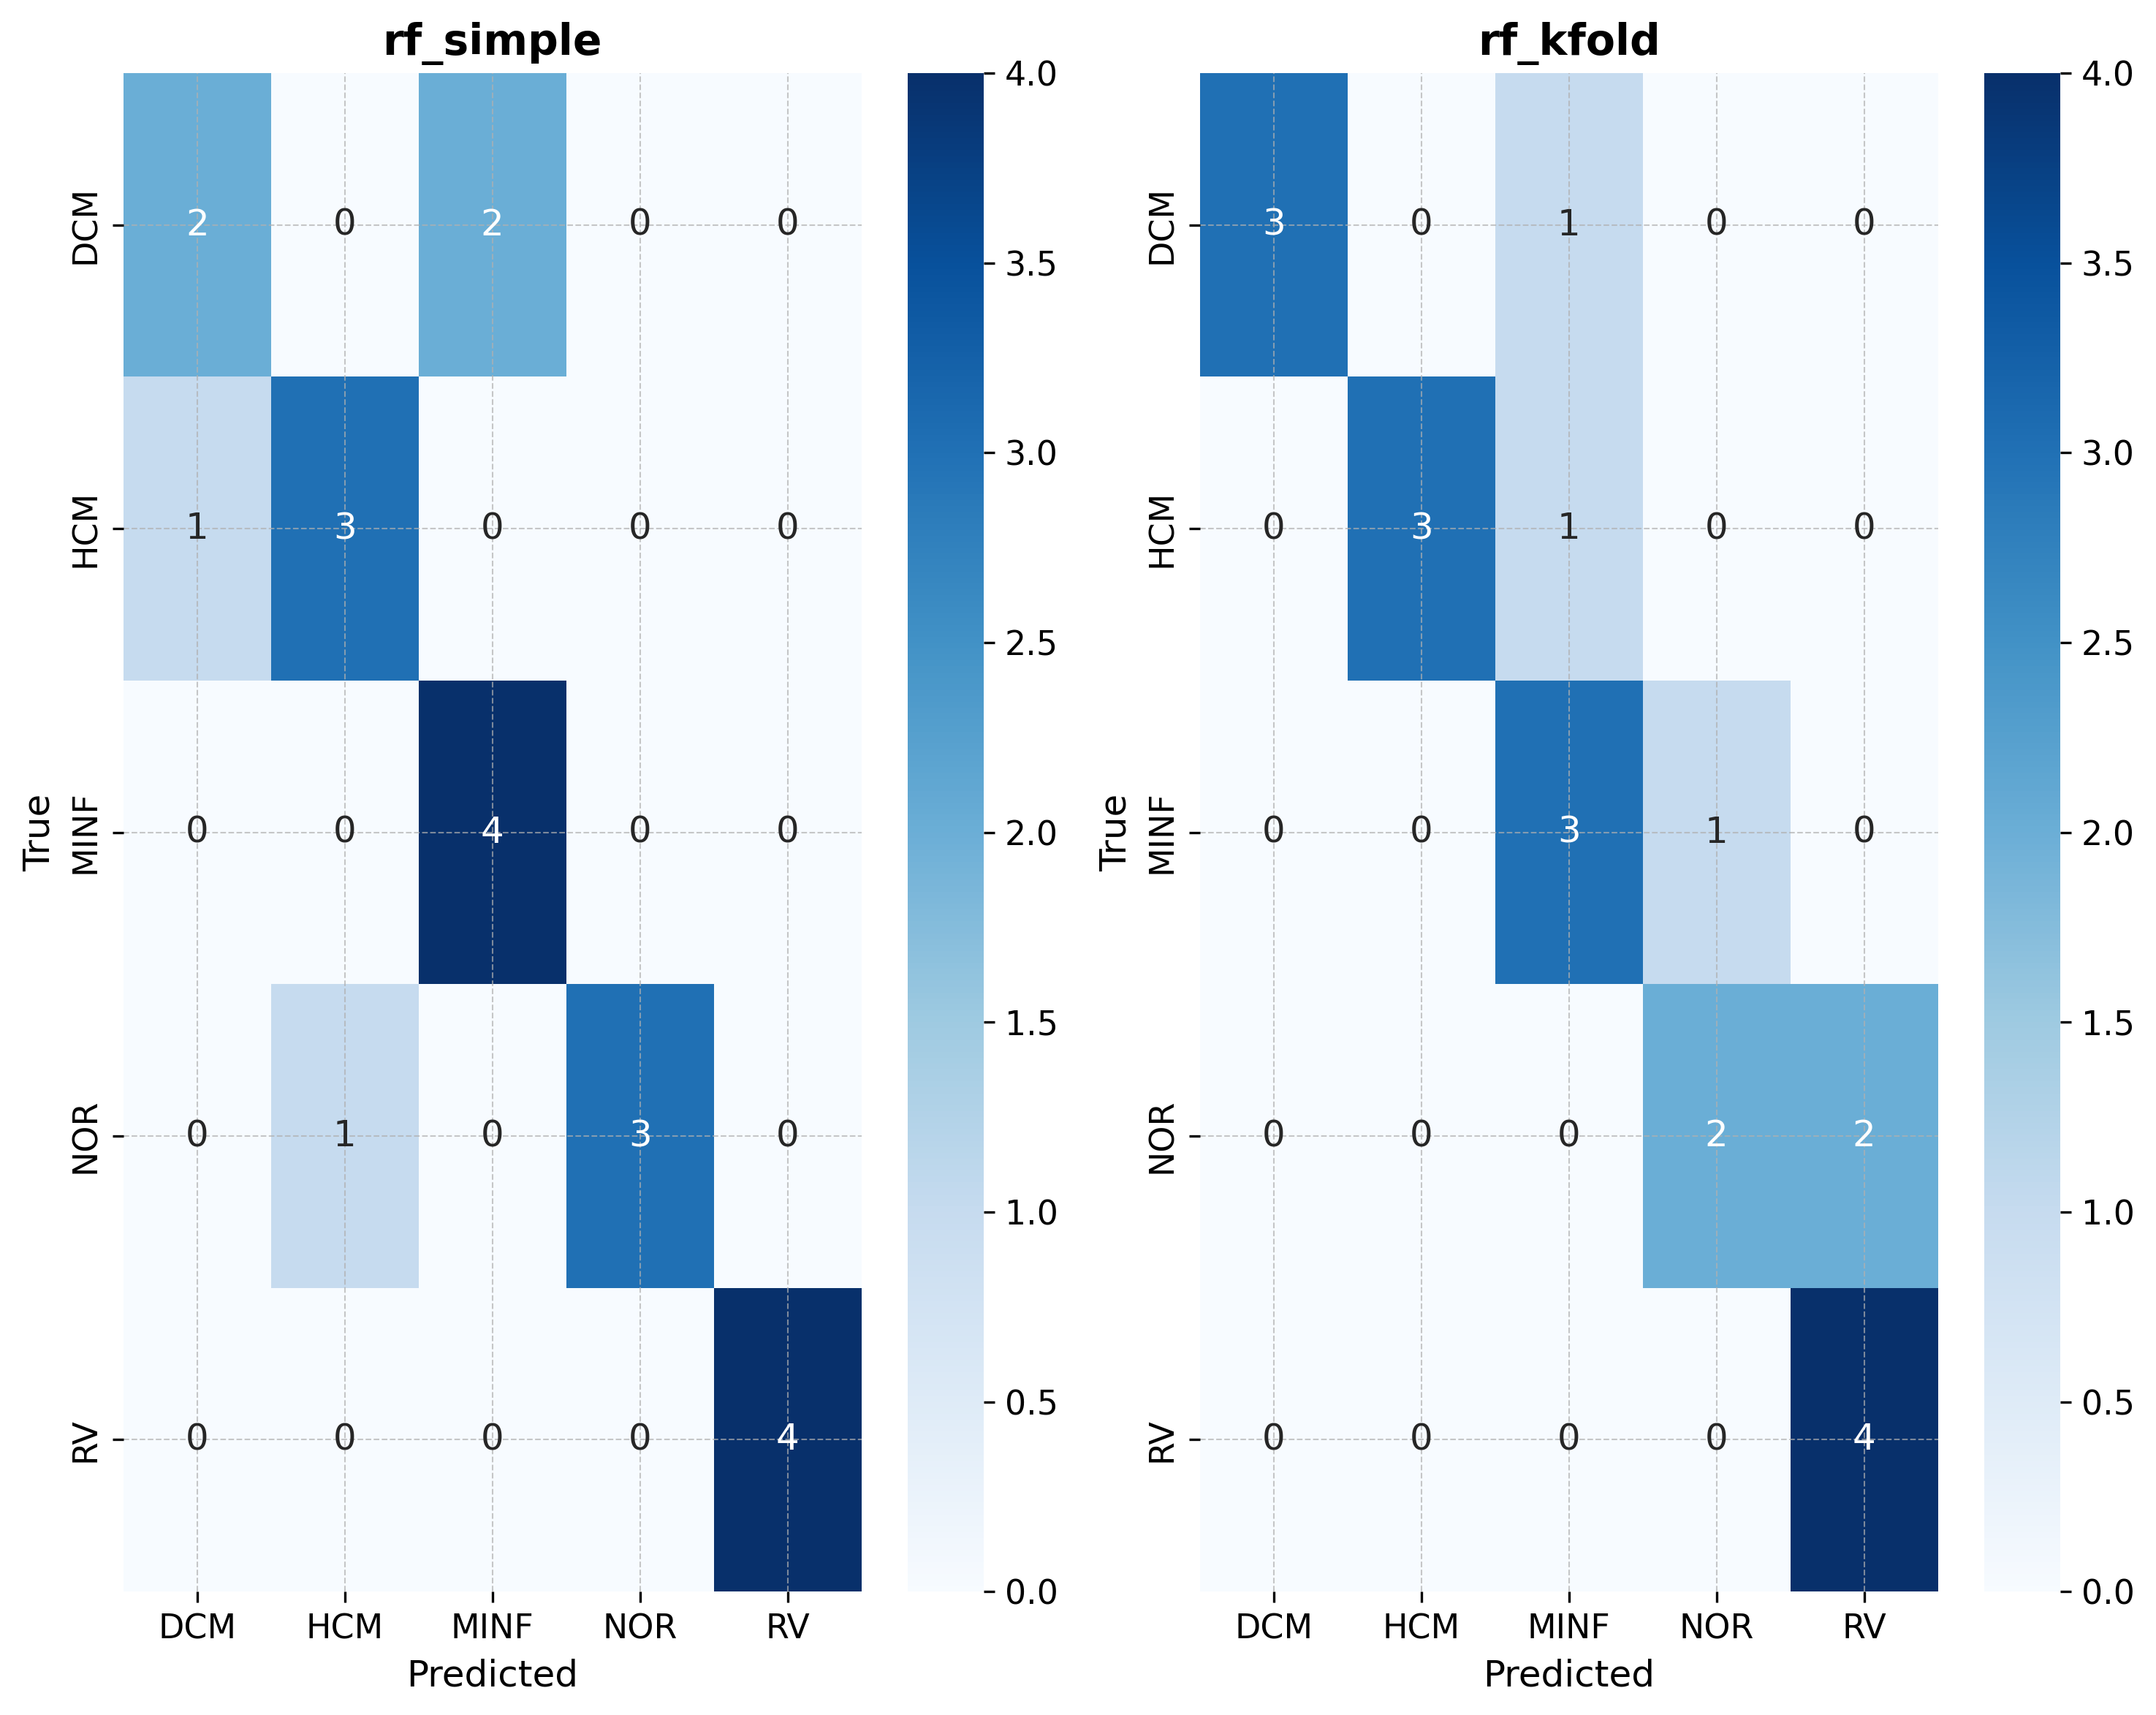 rf_simple
DCM 2 0 2 0 0
HCM 1 3 0 0 0
MINF 0 0 4 0 0
NOR 0 1 0 3 0
RV 0 0 0 0 4
True
DCM HCM MINF NOR RV
Predicted
4.0
3.5
3.0
2.5
2.0
1.5
1.0
0.5
0.0
rf_kfold
DCM 3 0 1 0 0
HCM 0 3 1 0 0
MINF 0 0 3 1 0
NOR 0 0 0 2 2
RV 0 0 0 0 4
True
DCM HCM MINF NOR RV
Predicted
4.0
3.5
3.0
2.5
2.0
1.5
1.0
0.5
0.0